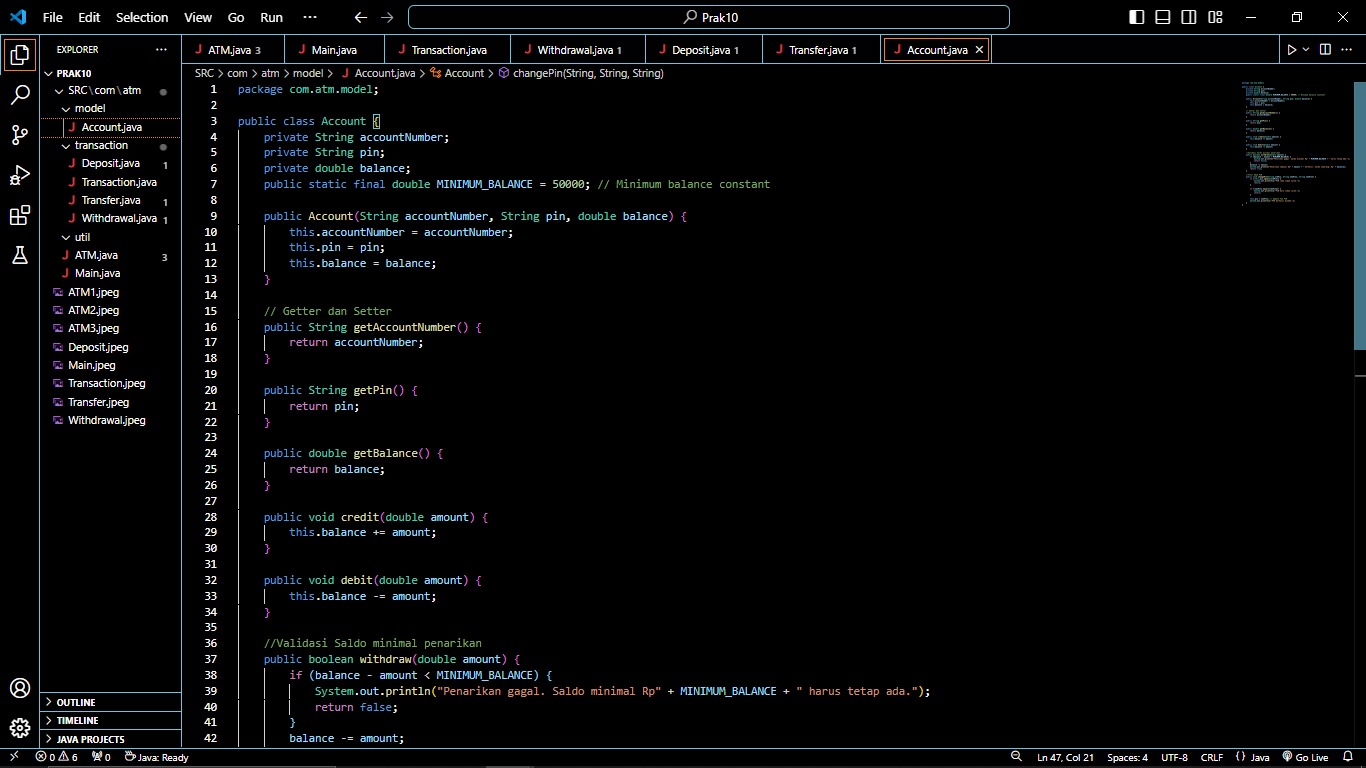 File Edit Selection View Go Run ··· Prak10
EXPLORER ···
PRAK10
SRC\com\atm
model
J Account.java
transaction
J Deposit.java 1
J Transaction.java
J Transfer.java 1
J Withdrawal.java 1
util
J ATM.java 3
J Main.java
ATM1.jpeg
ATM2.jpeg
ATM3.jpeg
Deposit.jpeg
Main.jpeg
Transaction.jpeg
Transfer.jpeg
Withdrawal.jpeg
OUTLINE
TIMELINE
JAVA PROJECTS
J ATM.java 3 J Main.java J Transaction.java J Withdrawal.java 1 J Deposit.java 1 J Transfer.java 1 J Account.java
SRC > com > atm > model > J Account.java > Account > changePin(String, String, String)
1 package com.atm.model;
2
3 public class Account {
4 private String accountNumber;
5 private String pin;
6 private double balance;
7 public static final double MINIMUM_BALANCE = 50000; // Minimum balance constant
8
9 public Account(String accountNumber, String pin, double balance) {
10 this.accountNumber = accountNumber;
11 this.pin = pin;
12 this.balance = balance;
13 }
14
15 // Getter dan Setter
16 public String getAccountNumber() {
17 return accountNumber;
18 }
19
20 public String getPin() {
21 return pin;
22 }
23
24 public double getBalance() {
25 return balance;
26 }
27
28 public void credit(double amount) {
29 this.balance += amount;
30 }
31
32 public void debit(double amount) {
33 this.balance -= amount;
34 }
35
36 //Validasi Saldo minimal penarikan
37 public boolean withdraw(double amount) {
38 if (balance - amount < MINIMUM_BALANCE) {
39 System.out.println("Penarikan gagal. Saldo minimal Rp" + MINIMUM_BALANCE + " harus tetap ada.");
40 return false;
41 }
42 balance -= amount;
0 6 0 Java: Ready Ln 47, Col 21 Spaces: 4 UTF-8 CRLF {} Java Go Live